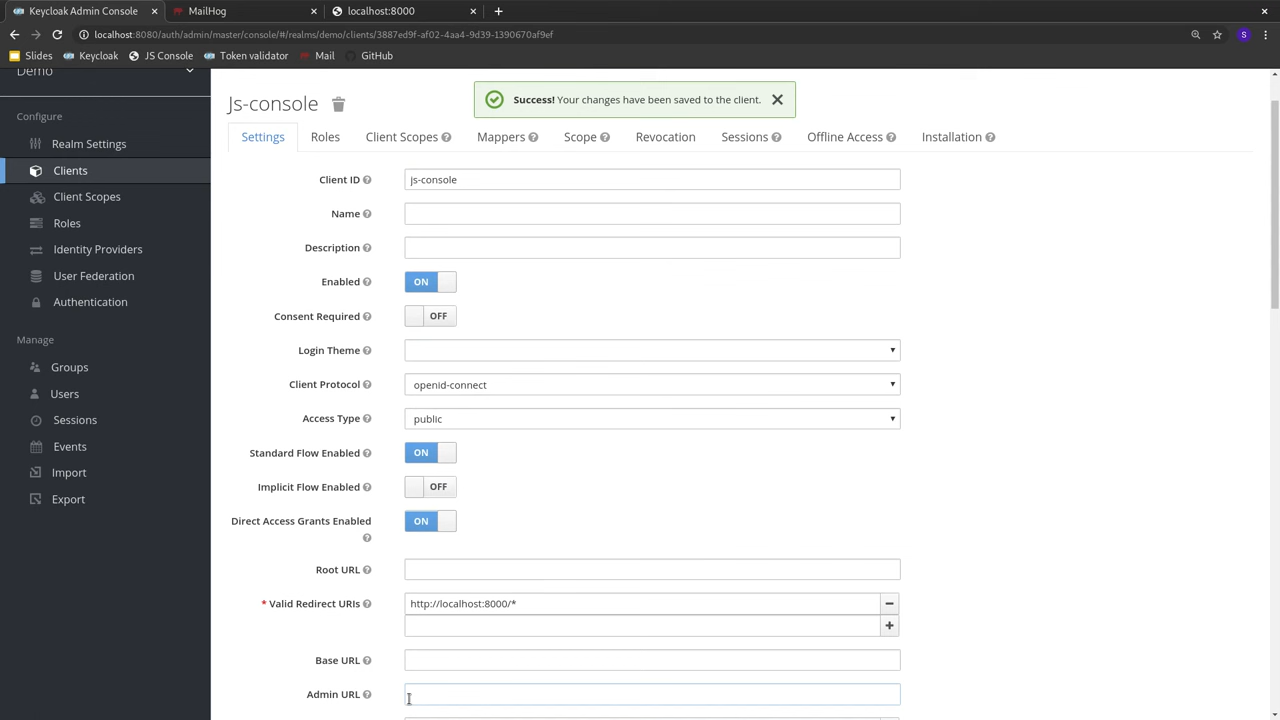 Keycloak Admin Console
MailHog
localhost:8000
localhost:8080/auth/admin/master/console/#/realms/demo/clients/3887ed9f-af02-4aa4-9d39-1390670af9ef
S
Slides
Keycloak
JS Console
Token validator
Mail
GitHub
Demo
Configure
Realm Settings
Clients
Client Scopes
Roles
Identity Providers
User Federation
Authentication
Manage
Groups
Users
Sessions
Events
Import
Export
Success! Your changes have been saved to the client.
Js-console
Settings
Roles
Client Scopes
Mappers
Scope
Revocation
Sessions
Offline Access
Installation
Client ID
js-console
Name
Description
Enabled
ON
Consent Required
OFF
Login Theme
Client Protocol
openid-connect
Access Type
public
Standard Flow Enabled
ON
Implicit Flow Enabled
OFF
Direct Access Grants Enabled
ON
Root URL
* Valid Redirect URIs
http://localhost:8000/*
Base URL
Admin URL